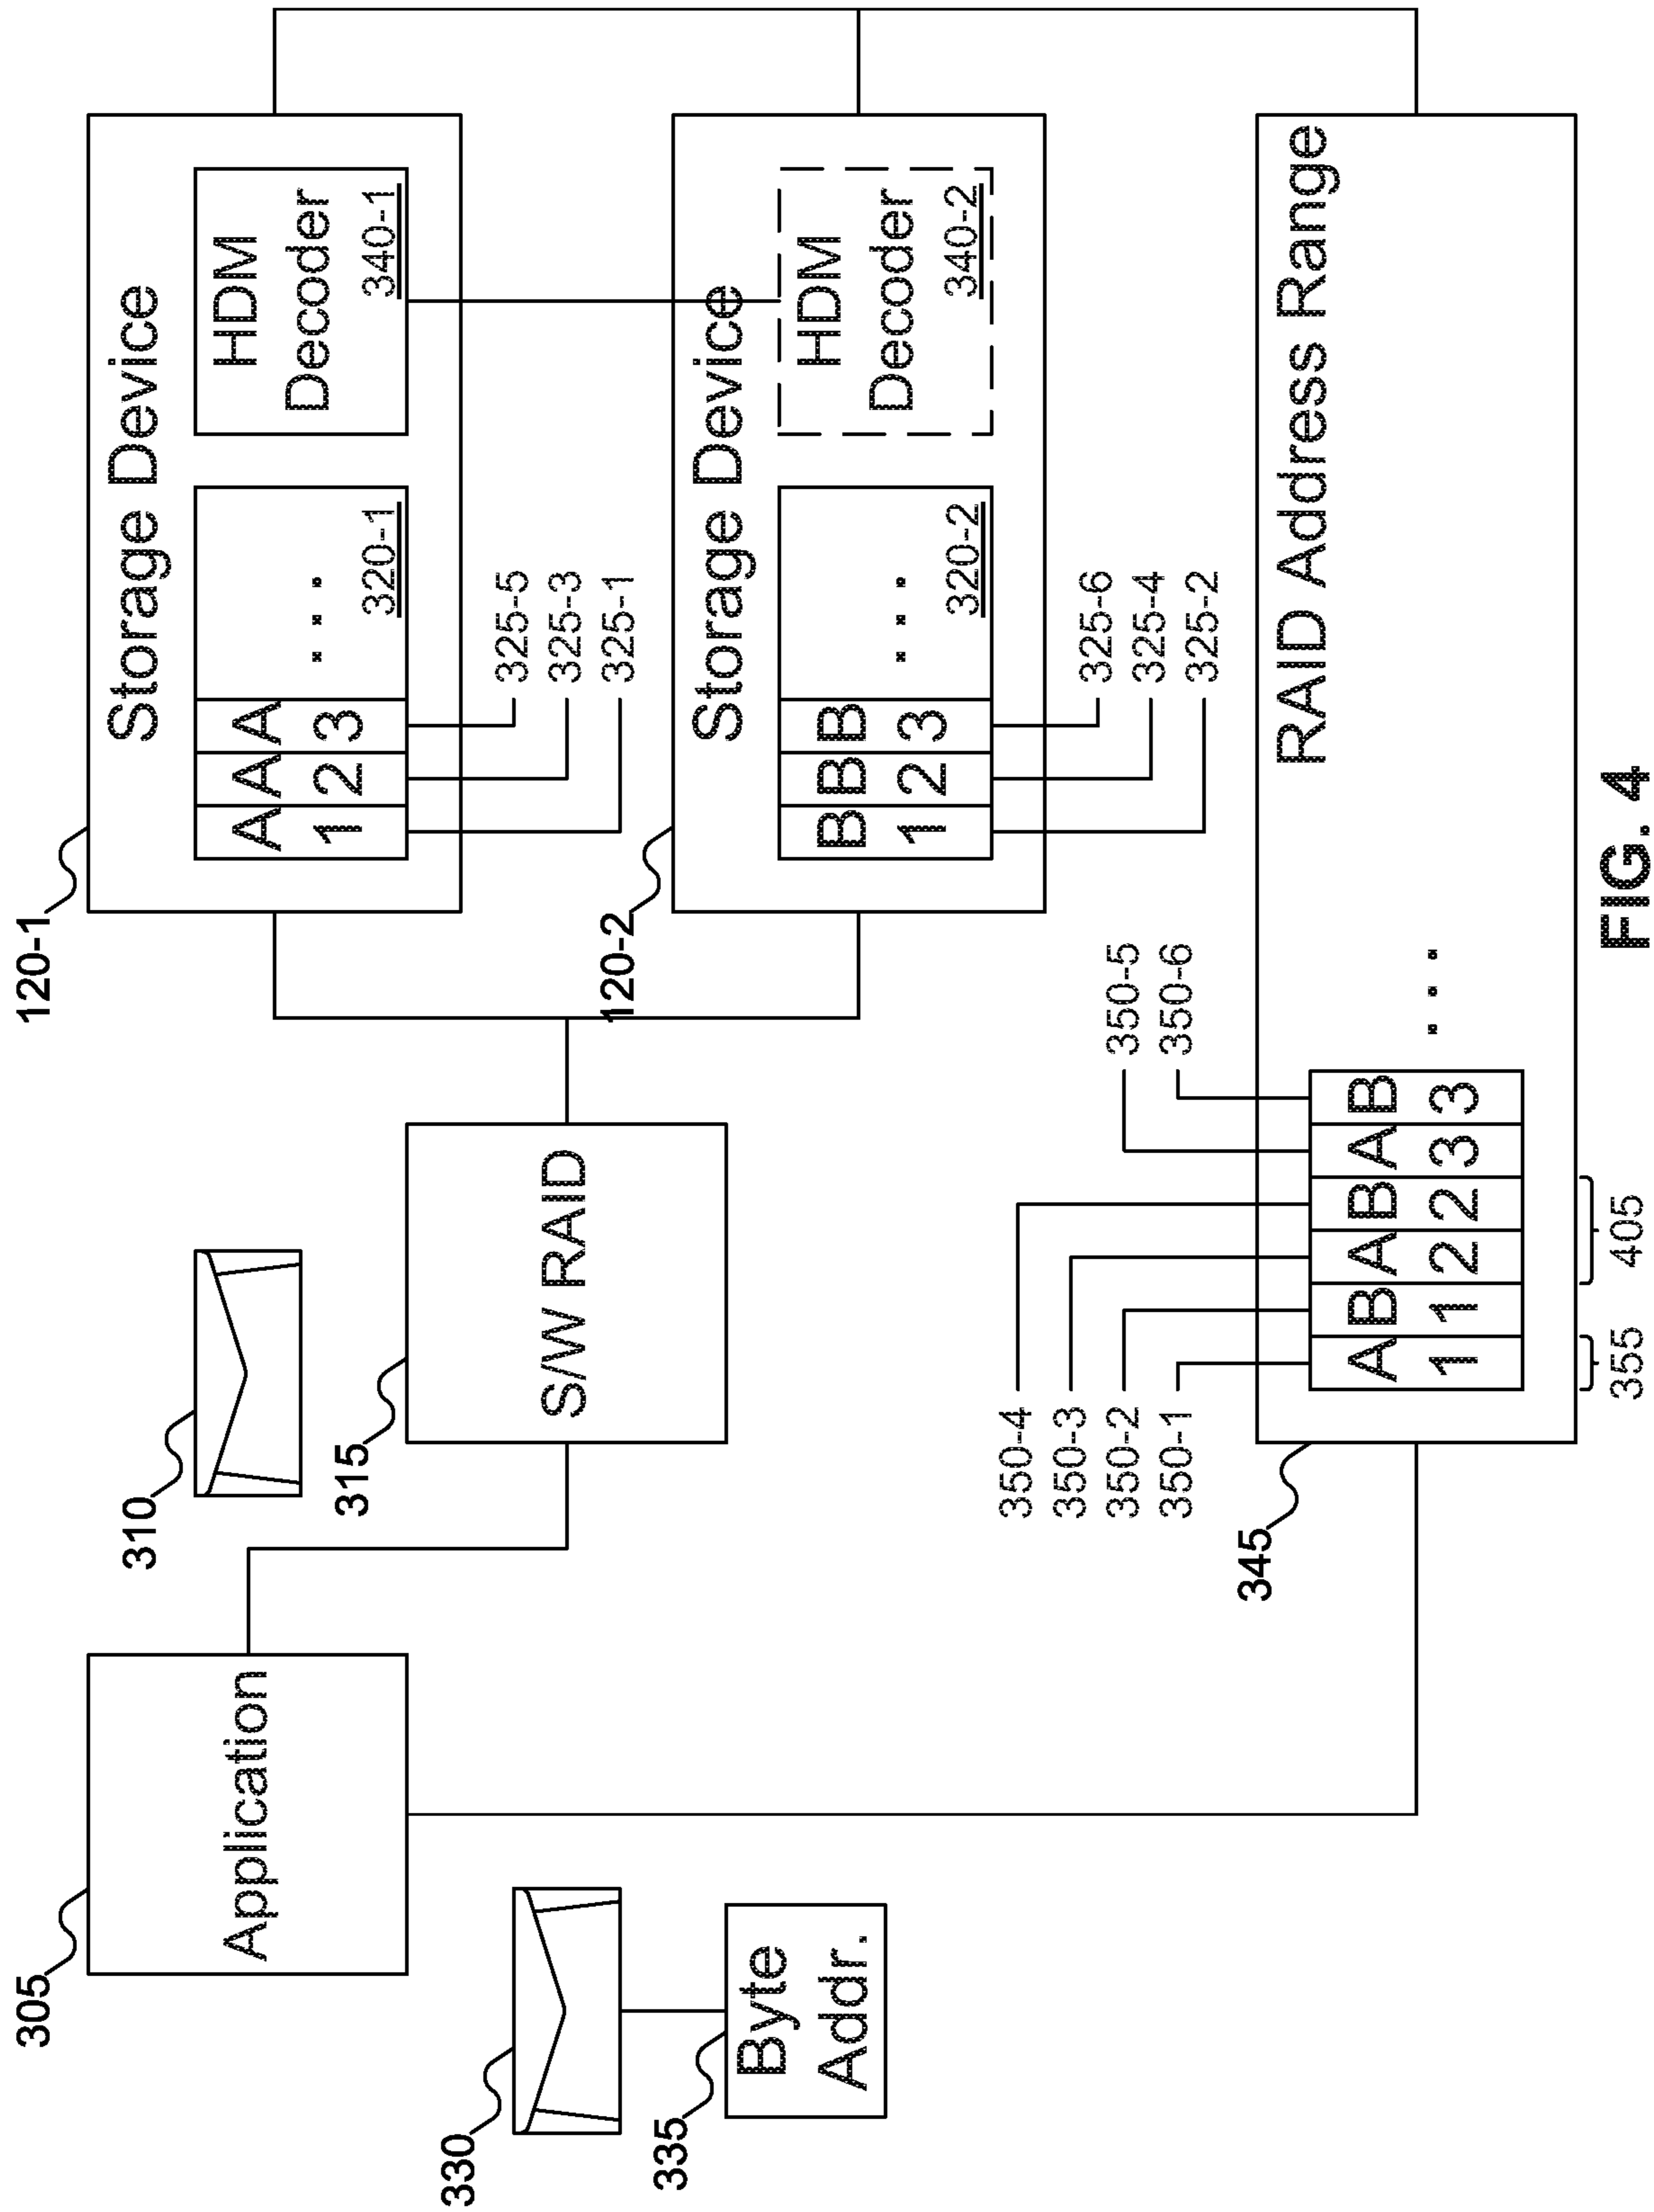 120-1
Storage Device
A A A
1 2 3
. . .
320-1
HDM
Decoder
340-1
325-5
325-3
325-1
120-2
Storage Device
B B B
1 2 3
. . .
320-2
HDM
Decoder
340-2
325-6
325-4
325-2
305
Application
310
315
S/W RAID
330
335
Byte
Addr.
350-4
350-3
350-2
350-1
350-5
350-6
345
RAID Address Range
A B A B A B
1 1 2 2 3 3
. . .
355
405
FIG. 4